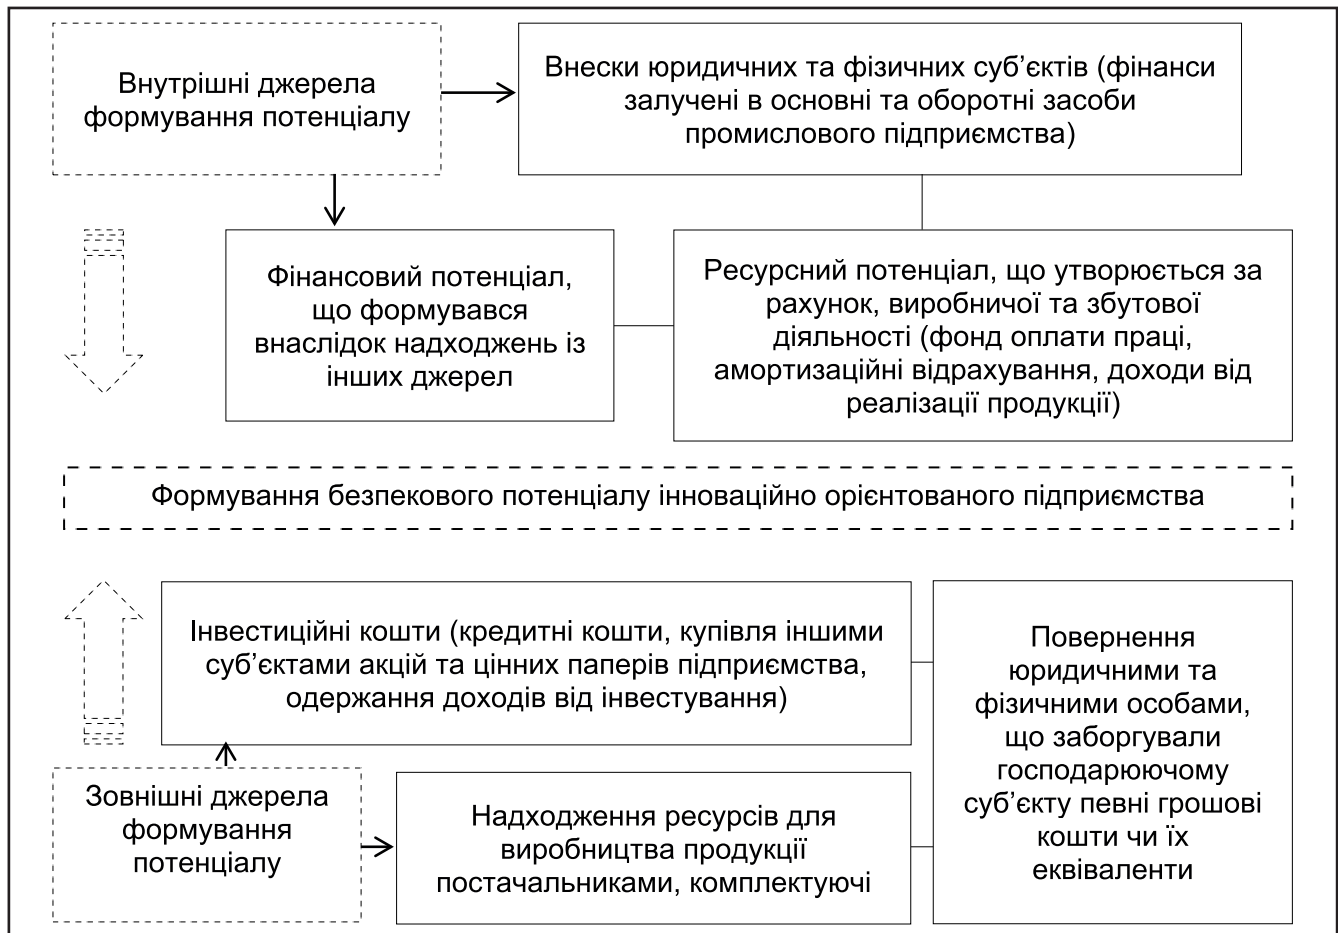 Внутрішні джерела
формування потенціалу
Внески юридичних та фізичних суб’єктів (фінанси
залучені в основні та оборотні засоби
промислового підприємства)
Фінансовий потенціал,
що формувався
внаслідок надходжень із
інших джерел
Ресурсний потенціал, що утворюється за
рахунок, виробничої та збутової
діяльності (фонд оплати праці,
амортизаційні відрахування, доходи від
реалізації продукції)
Формування безпекового потенціалу інноваційно орієнтованого підприємства
Інвестиційні кошти (кредитні кошти, купівля іншими
суб’єктами акцій та цінних паперів підприємства,
одержання доходів від інвестування)
Повернення
юридичними та
фізичними особами,
що заборгували
господарюючому
суб’єкту певні грошові
кошти чи їх
еквіваленти
Зовнішні джерела
формування
потенціалу
Надходження ресурсів для
виробництва продукції
постачальниками, комплектуючі